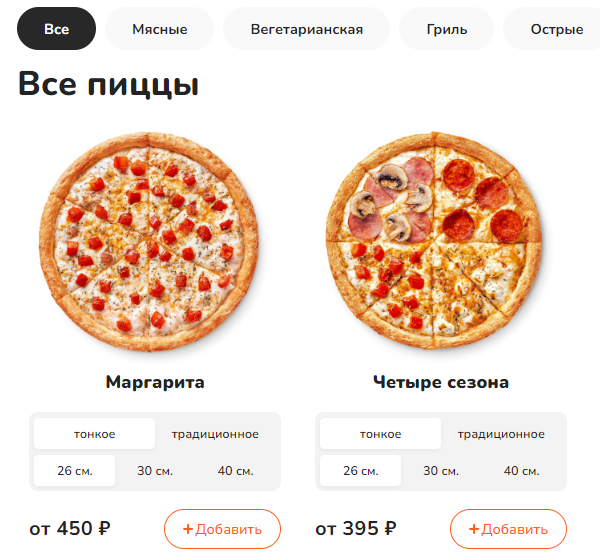 Все Мясные Вегетарианская Гриль Острые
Все пиццы
Маргарита Четыре сезона
тонкое традиционное тонкое традиционное
26 см. 30 см. 40 см. 26 см. 30 см. 40 см.
от 450 ₽ +Добавить от 395 ₽ +Добавить